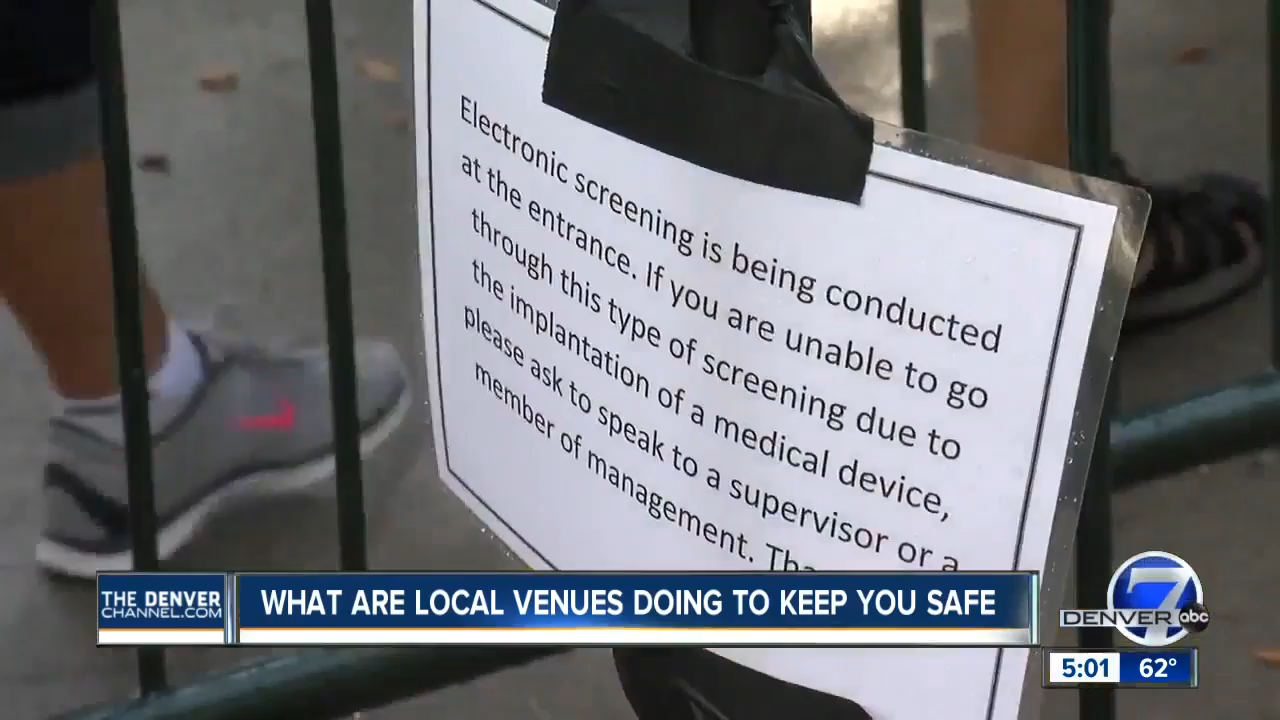 Electronic screening is being conducted
at the entrance. If you are unable to go
through this type of screening due to
the implantation of a medical device,
please ask to speak to a supervisor or a
member of management.
THE DENVER
CHANNEL.COM
WHAT ARE LOCAL VENUES DOING TO KEEP YOU SAFE
DENVER 7 abc
5:01 62°